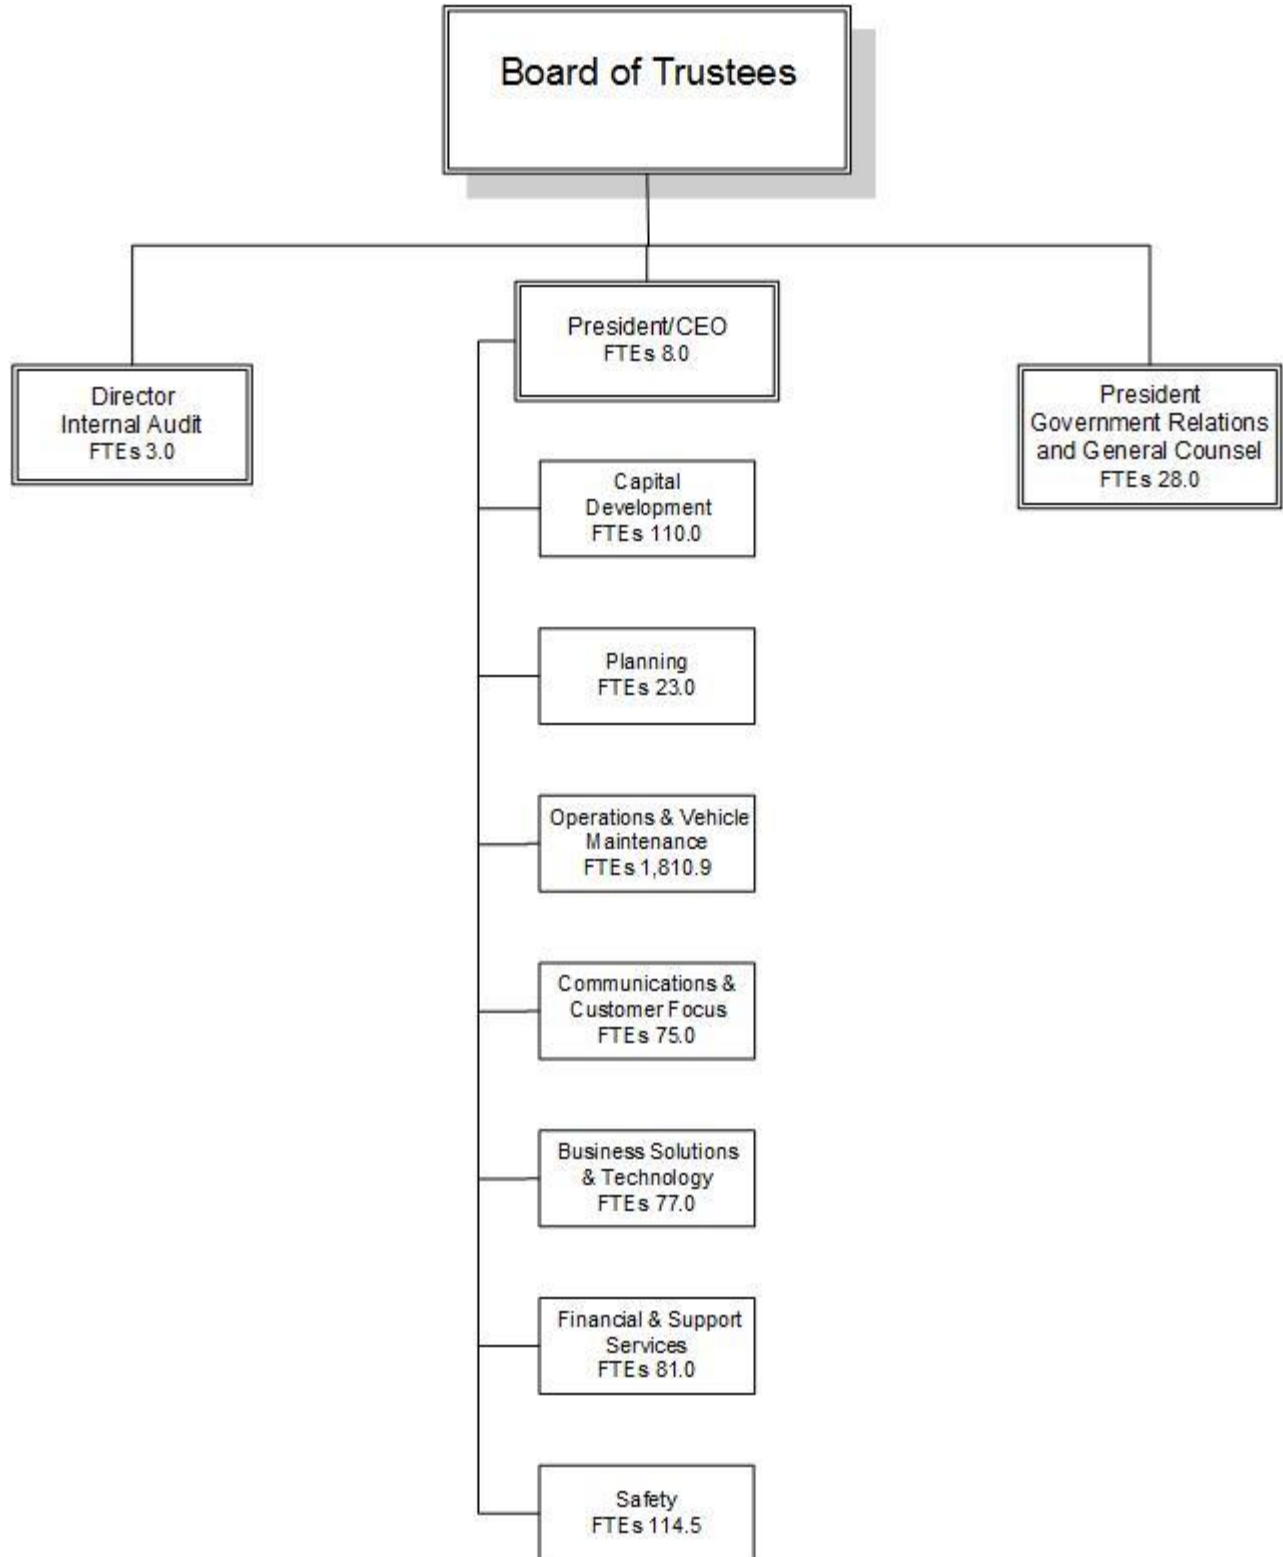 Board of Trustees
President/CEO
FTEs 8.0
Director
Internal Audit
FTEs 3.0
President
Government Relations
and General Counsel
FTEs 28.0
Capital
Development
FTEs 110.0
Planning
FTEs 23.0
Operations & Vehicle
Maintenance
FTEs 1,810.9
Communications &
Customer Focus
FTEs 75.0
Business Solutions
& Technology
FTEs 77.0
Financial & Support
Services
FTEs 81.0
Safety
FTEs 114.5